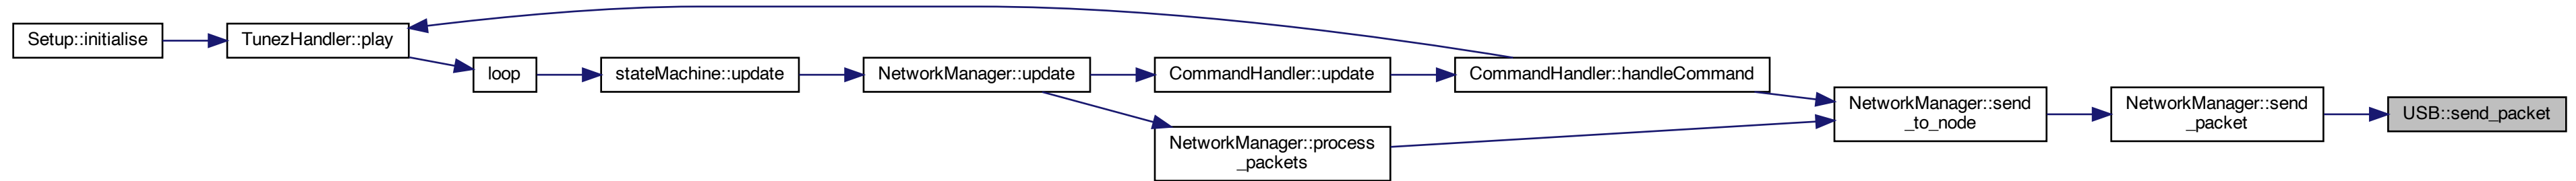 Setup::initialise
TunezHandler::play
loop
stateMachine::update
NetworkManager::update
CommandHandler::update
NetworkManager::process
_packets
CommandHandler::handleCommand
NetworkManager::send
_to_node
NetworkManager::send
_packet
USB::send_packet